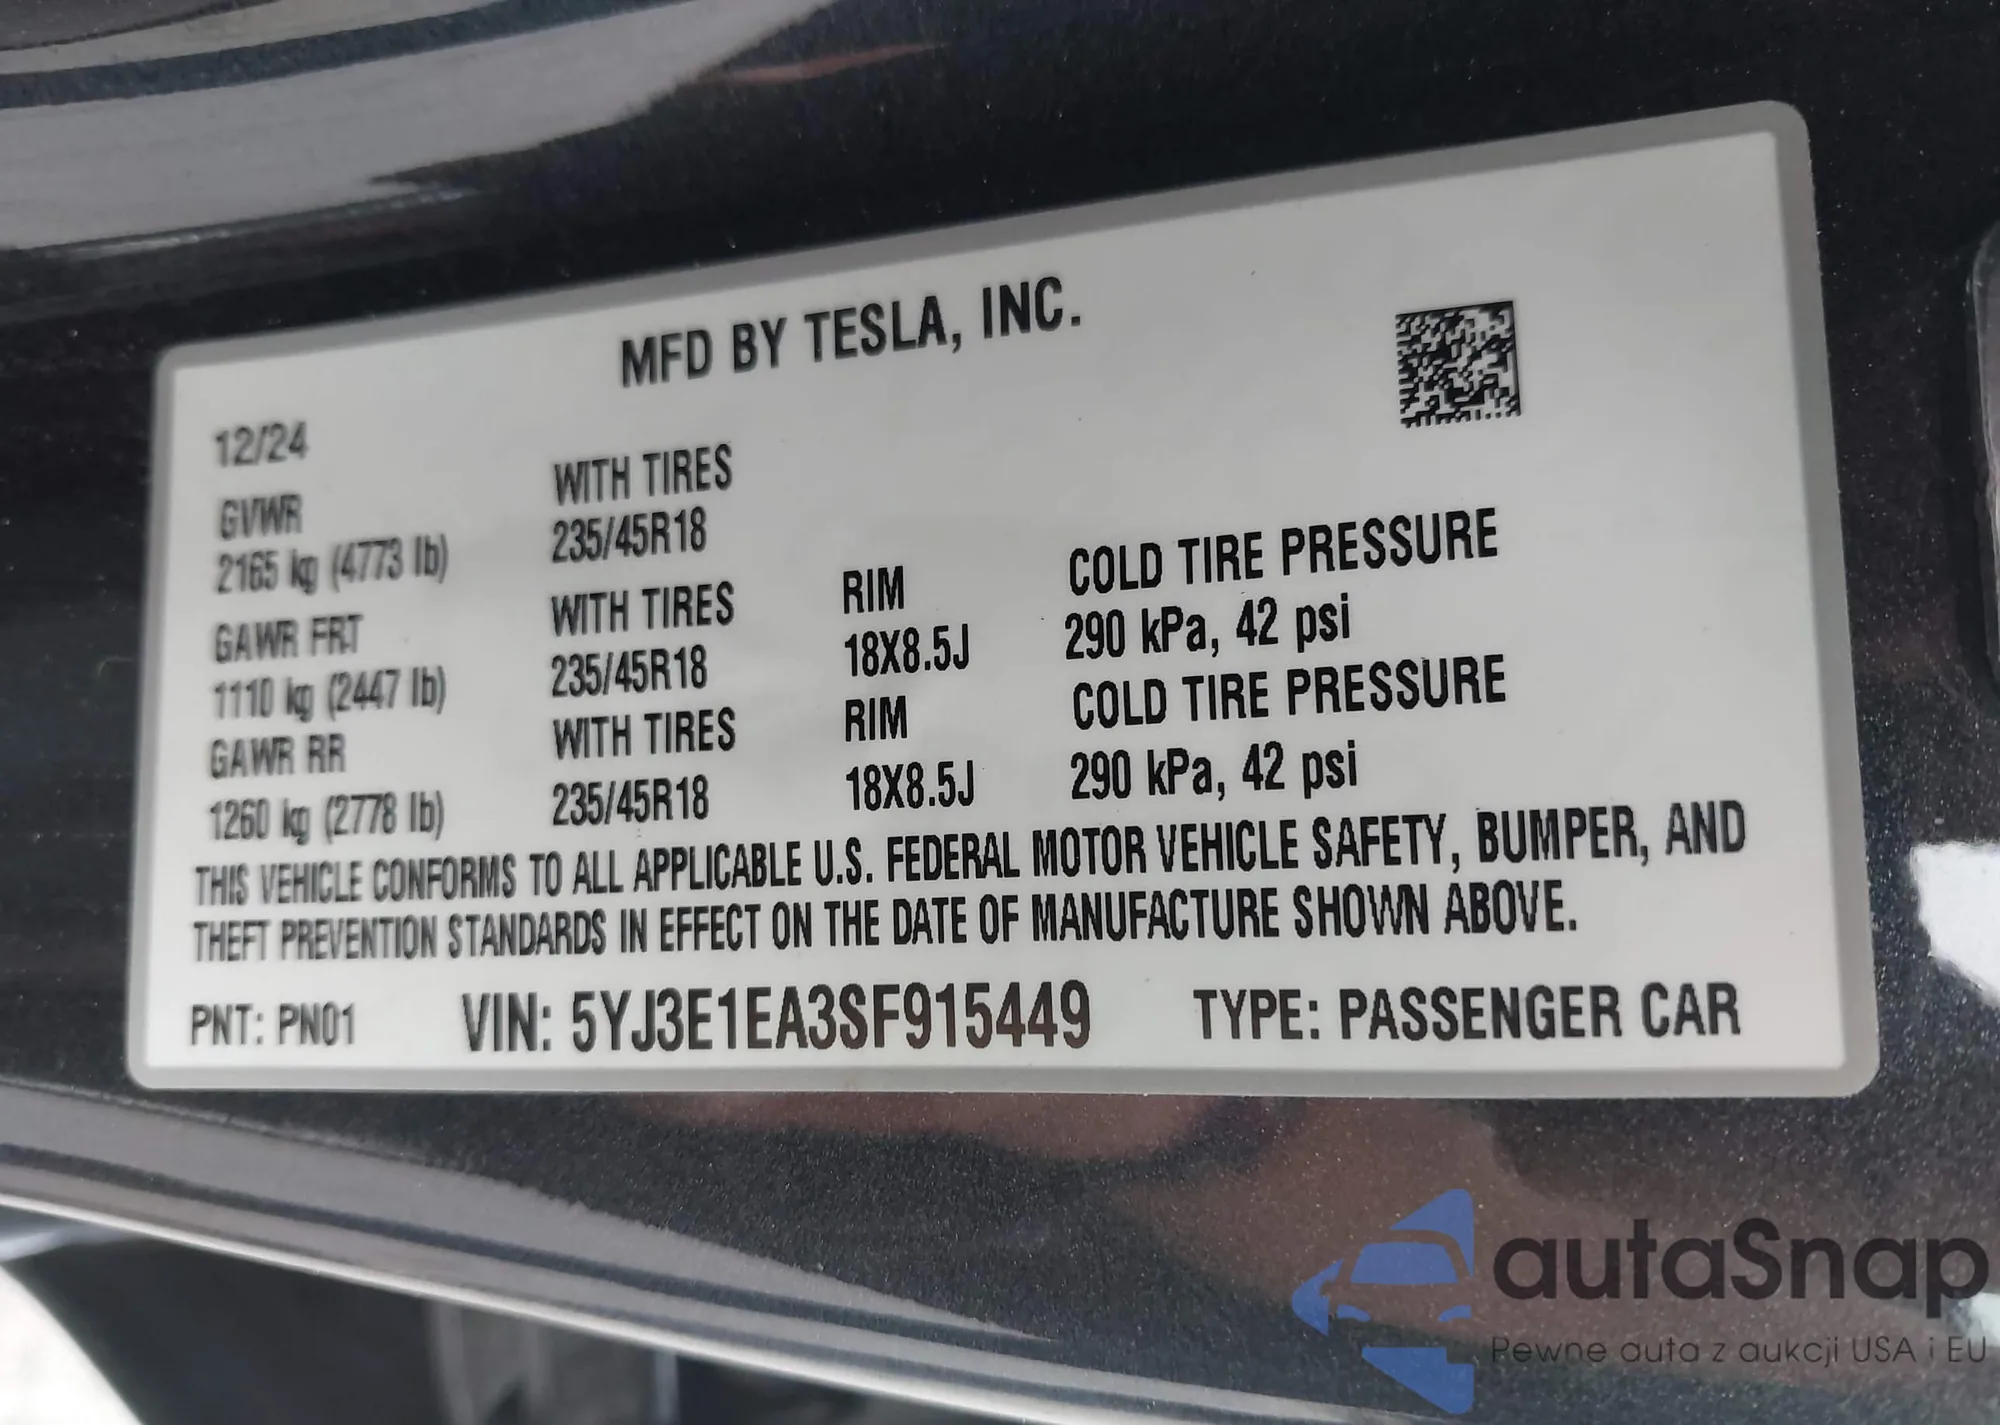 MFD BY TESLA, INC.
12/24
GVWR WITH TIRES
2165 kg (4773 lb) 235/45R18
GAWR FRT WITH TIRES RIM COLD TIRE PRESSURE
1110 kg (2447 lb) 235/45R18 18X8.5J 290 kPa, 42 psi
GAWR RR WITH TIRES RIM COLD TIRE PRESSURE
1260 kg (2778 lb) 235/45R18 18X8.5J 290 kPa, 42 psi
THIS VEHICLE CONFORMS TO ALL APPLICABLE U.S. FEDERAL MOTOR VEHICLE SAFETY, BUMPER, AND
THEFT PREVENTION STANDARDS IN EFFECT ON THE DATE OF MANUFACTURE SHOWN ABOVE.
PNT: PN01 VIN: 5YJ3E1EA3SF915449 TYPE: PASSENGER CAR
autaSnap
Pewne auta z aukcji USA i EU